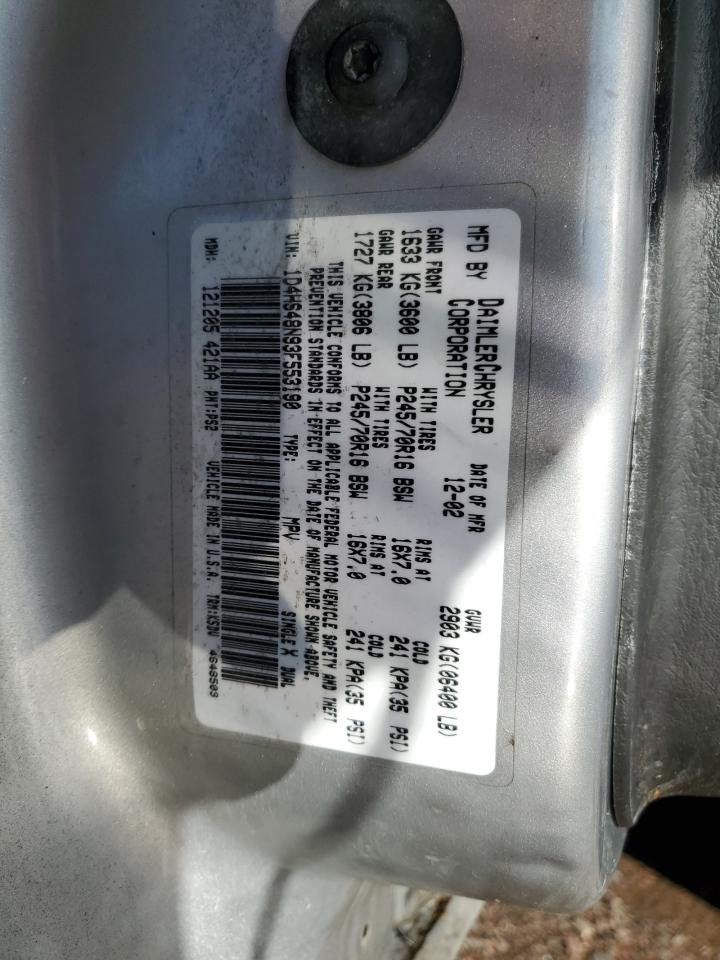 MFD BY DAIMLERCHRYSLER CORPORATION DATE OF MFR 12-02 GVWR 2903 KG(06400 LB)
GAWR FRONT WITH TIRES RIMS AT COLD
1633 KG(3600 LB) P245/70R16 BSW 16X7.0 241 KPA(35 PSI)
GAWR REAR WITH TIRES RIMS AT COLD
1727 KG(3806 LB) P245/70R16 BSW 16X7.0 241 KPA(35 PSI)
THIS VEHICLE CONFORMS TO ALL APPLICABLE FEDERAL MOTOR VEHICLE SAFETY AND THEFT
PREVENTION STANDARDS IN EFFECT ON THE DATE OF MANUFACTURE SHOWN ABOVE.
VIN: 1D4HS48N93F553190 TYPE: MPV SINGLE X DUAL
MDH: 121205 421AA PNT:PS2 VEHICLE MADE IN U.S.A. TRM:K5DV 4648503